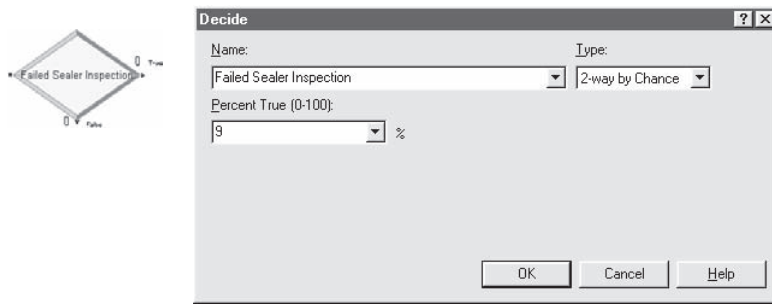 Decide
Name:
Type:
Failed Sealer Inspection
2-way by Chance
Percent True (0-100):
9
%
OK
Cancel
Help
0 True
Failed Sealer Inspection
0
False